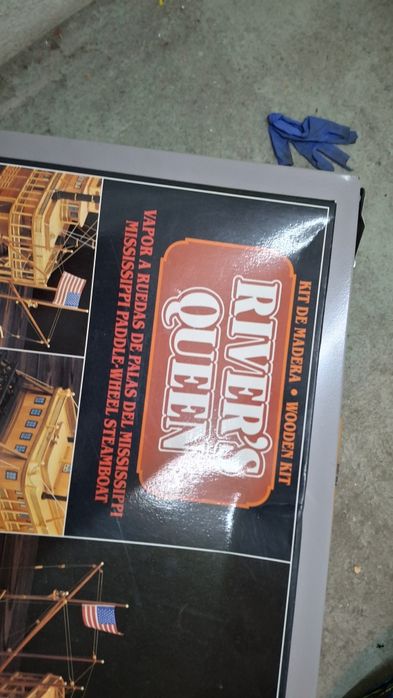 KIT DE MADERA • WOODEN KIT
RIVER'S
QUEEN
VAPOR A RUEDAS DE PALAS DEL MISSISSIPPI
MISSISSIPPI PADDLE-WHEEL STEAMBOAT